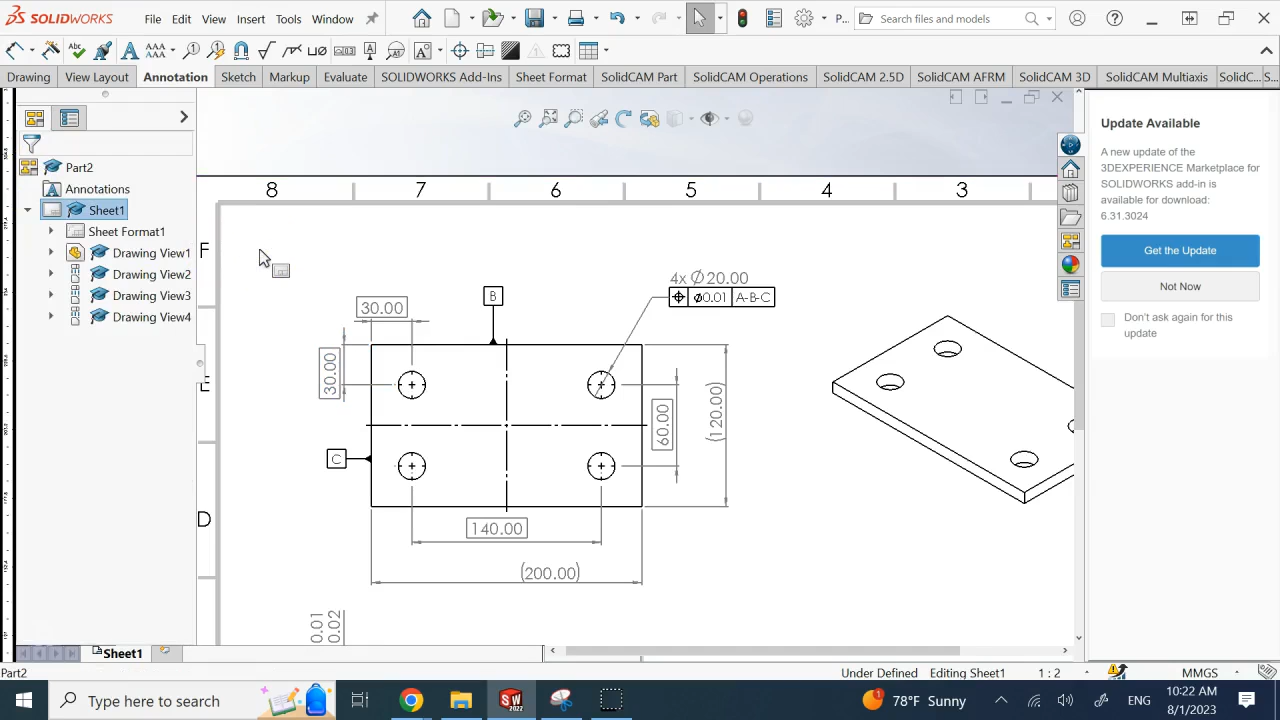 SOLIDWORKS File Edit View Insert Tools Window P... Search files and models
Drawing View Layout Annotation Sketch Markup Evaluate SOLIDWORKS Add-Ins Sheet Format SolidCAM Part SolidCAM Operations SolidCAM 2.5D SolidCAM AFRM SolidCAM 3D SolidCAM Multiaxis SolidC... S...
Part2
Annotations
Sheet1
Sheet Format1
Drawing View1
Drawing View2
Drawing View3
Drawing View4
8 7 6 5 4 3
F
E
D
4x Ø20.00
⌖ Ø0.01 A-B-C
B
30.00
30.00
C
60.00
(120.00)
140.00
(200.00)
0.01
0.02
Update Available
A new update of the
3DEXPERIENCE Marketplace for
SOLIDWORKS add-in is
available for download:
6.31.3024
Get the Update
Not Now
Don't ask again for this
update
Sheet1
Part2 Under Defined Editing Sheet1 1 : 2 MMGS
Type here to search 78°F Sunny ENG 10:22 AM
8/1/2023